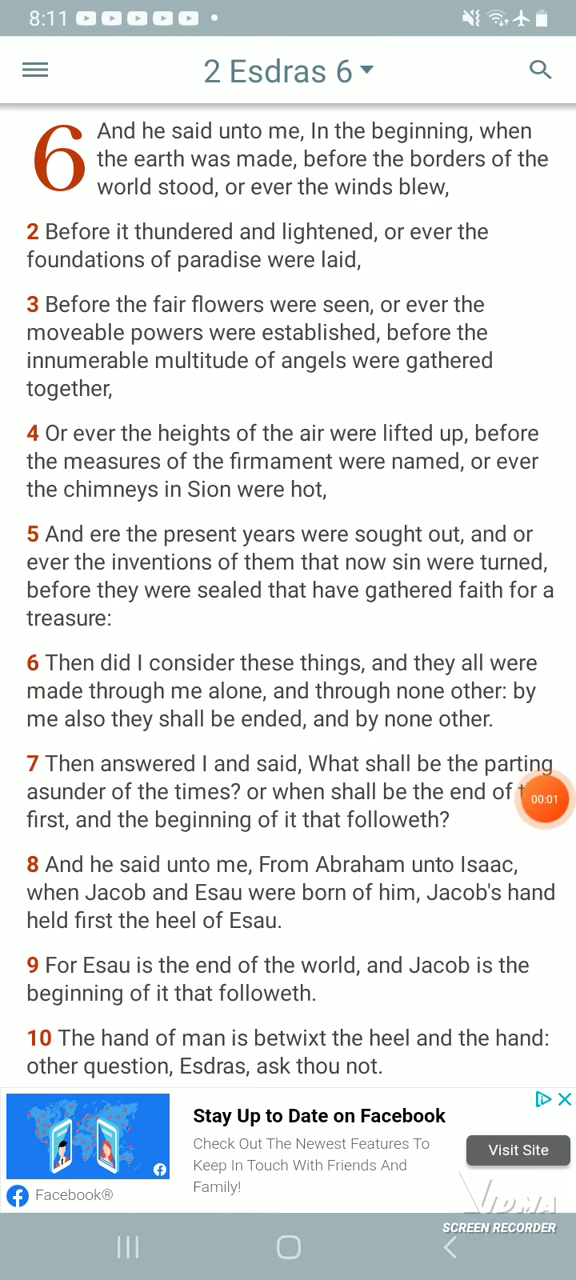 8:11
2 Esdras 6
6 And he said unto me, In the beginning, when
the earth was made, before the borders of the
world stood, or ever the winds blew,
2 Before it thundered and lightened, or ever the
foundations of paradise were laid,
3 Before the fair flowers were seen, or ever the
moveable powers were established, before the
innumerable multitude of angels were gathered
together,
4 Or ever the heights of the air were lifted up, before
the measures of the firmament were named, or ever
the chimneys in Sion were hot,
5 And ere the present years were sought out, and or
ever the inventions of them that now sin were turned,
before they were sealed that have gathered faith for a
treasure:
6 Then did I consider these things, and they all were
made through me alone, and through none other: by
me also they shall be ended, and by none other.
7 Then answered I and said, What shall be the parting
asunder of the times? or when shall be the end of
00:01
first, and the beginning of it that followeth?
8 And he said unto me, From Abraham unto Isaac,
when Jacob and Esau were born of him, Jacob's hand
held first the heel of Esau.
9 For Esau is the end of the world, and Jacob is the
beginning of it that followeth.
10 The hand of man is betwixt the heel and the hand:
other question, Esdras, ask thou not.
Stay Up to Date on Facebook
Check Out The Newest Features To
Keep In Touch With Friends And
Family!
Visit Site
Facebook®
VIDMA
SCREEN RECORDER